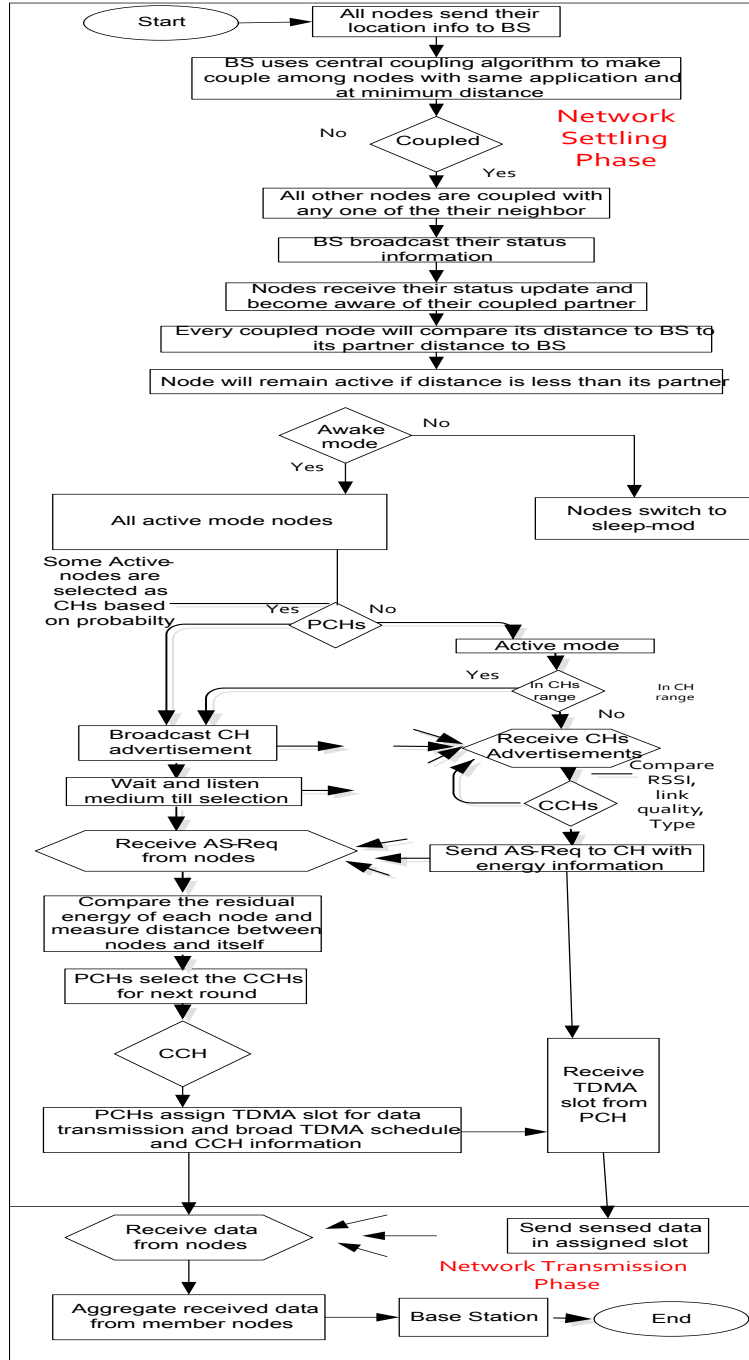 Start
All nodes send their
location info to BS
BS uses central coupling algorithm to make
couple among nodes with same application and
at minimum distance
Network
Settling
Phase
No
Coupled
Yes
All other nodes are coupled with
any one of the their neighbor
BS broadcast their status
information
Nodes receive their status update and
become aware of their coupled partner
Every coupled node will compare its distance to BS to
its partner distance to BS
Node will remain active if distance is less than its partner
Awake
mode
No
Yes
All active mode nodes
Nodes switch to
sleep-mod
Some Active-
nodes are
selected as
CHs based
on probabilty
Yes
No
PCHs
Active mode
Yes
In CHs
range
In CH
range
No
Broadcast CH
advertisement
Receive CHs
Advertisements
Compare
RSSI,
link
quality,
Type
Wait and listen
medium till selection
CCHs
Receive AS-Req
from nodes
Send AS-Req to CH with
energy information
Compare the residual
energy of each node and
measure distance between
nodes and itself
PCHs select the CCHs
for next round
CCH
Receive
TDMA
slot from
PCH
PCHs assign TDMA slot for data
transmission and broad TDMA schedule
and CCH information
Receive data
from nodes
Send sensed data
in assigned slot
Network Transmission
Phase
Aggregate received data
from member nodes
Base Station
End